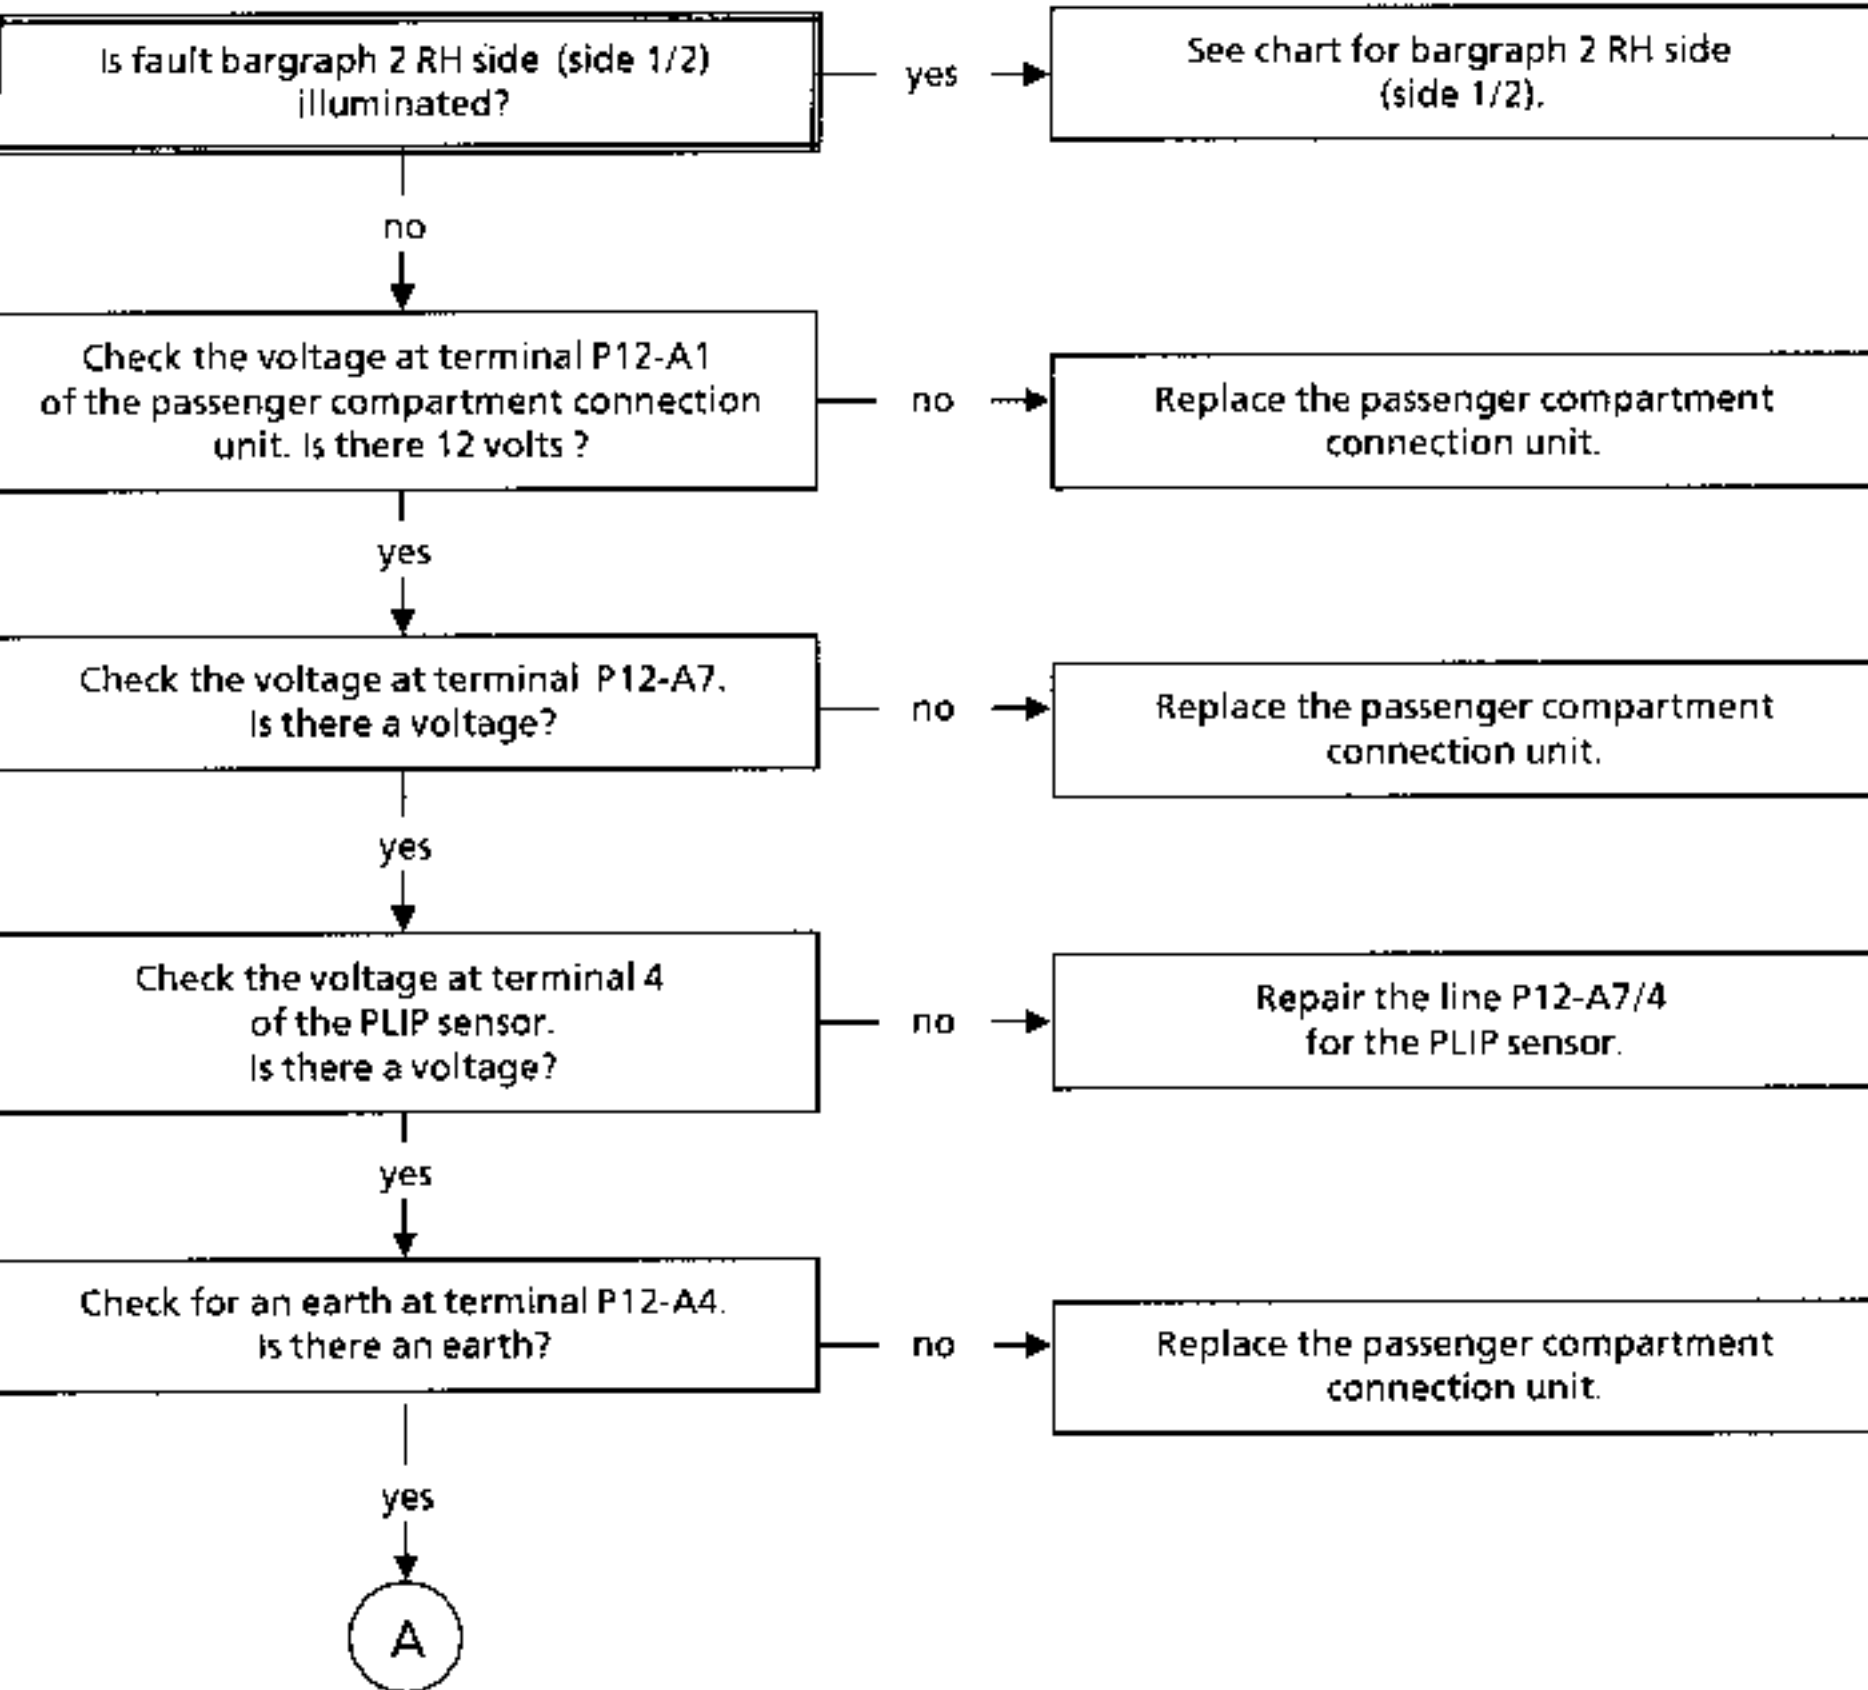 Is fault bargraph 2 RH side (side 1/2)
illuminated?
yes
See chart for bargraph 2 RH side
(side 1/2).
no
Check the voltage at terminal P12-A1
of the passenger compartment connection
unit. Is there 12 volts ?
no
Replace the passenger compartment
connection unit.
yes
Check the voltage at terminal P12-A7.
Is there a voltage?
no
Replace the passenger compartment
connection unit.
yes
Check the voltage at terminal 4
of the PLIP sensor.
Is there a voltage?
no
Repair the line P12-A7/4
for the PLIP sensor.
yes
Check for an earth at terminal P12-A4.
Is there an earth?
no
Replace the passenger compartment
connection unit.
yes
A